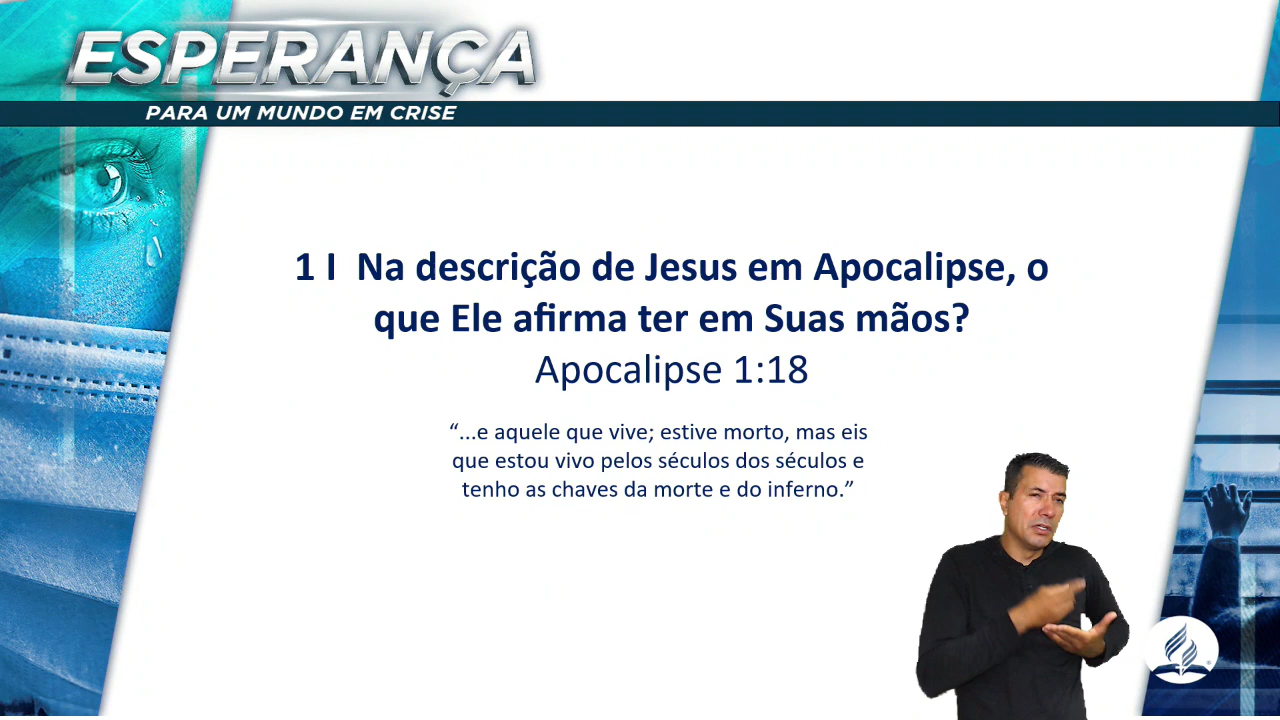 ESPERANÇA
PARA UM MUNDO EM CRISE
1 I  Na descrição de Jesus em Apocalipse, o
que Ele afirma ter em Suas mãos?
Apocalipse 1:18
“...e aquele que vive; estive morto, mas eis
que estou vivo pelos séculos dos séculos e
tenho as chaves da morte e do inferno.”